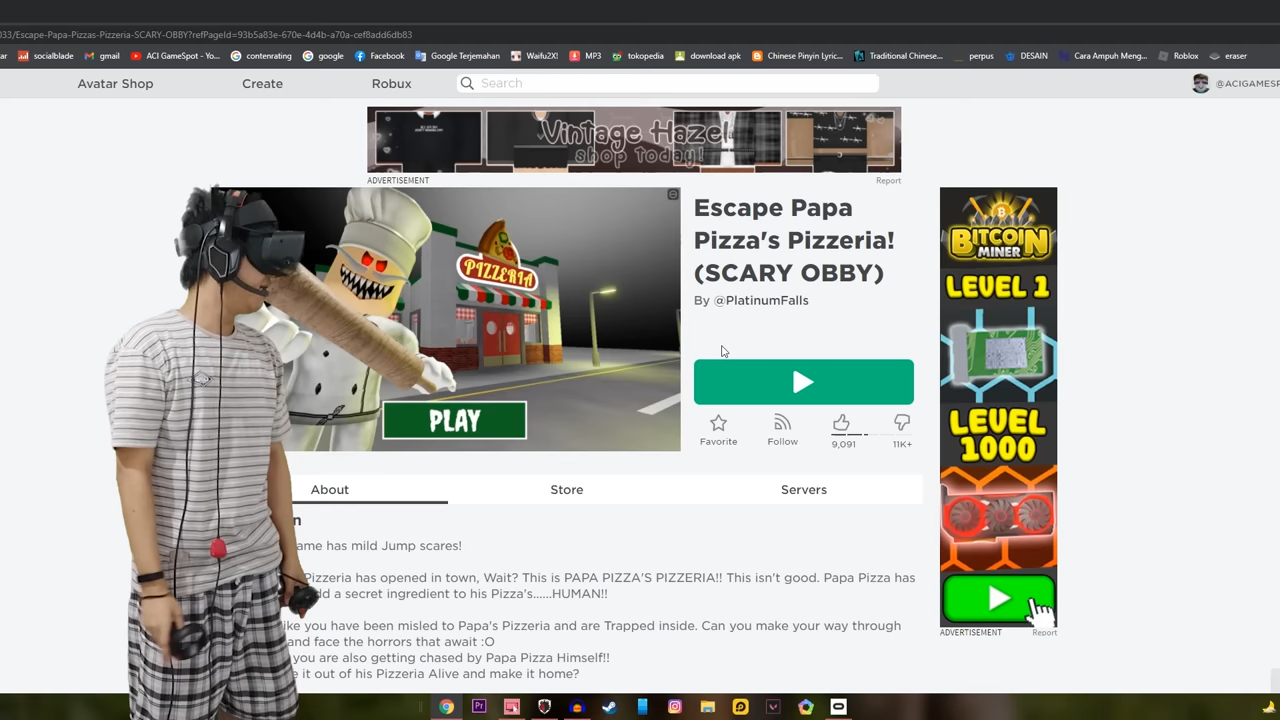 033/Escape-Papa-Pizzas-Pizzeria-SCARY-OBBY?refPageId=93b5a83e-670e-4d4b-a70a-cef8add6db83
ar socialblade gmail ACI GameSpot - Yo... contenrating google Facebook Google Terjemahan Waifu2X! MP3 tokopedia download apk Chinese Pinyin Lyric... Traditional Chinese... perpus DESAIN Cara Ampuh Meng... Roblox eraser
Avatar Shop Create Robux Search @ACIGAMESP
Vintage Hazel
shop today!
ADVERTISEMENT Report
PIZZERIA
PLAY
Escape Papa
Pizza's Pizzeria!
(SCARY OBBY)
By @PlatinumFalls
Favorite Follow 9,091 11K+
BITCOIN
MINER
LEVEL 1
LEVEL
1000
ADVERTISEMENT Report
About Store Servers
n
ame has mild Jump scares!
Pizzeria has opened in town, Wait? This is PAPA PIZZA'S PIZZERIA!! This isn't good. Papa Pizza has
dd a secret ingredient to his Pizza's......HUMAN!!
ike you have been misled to Papa's Pizzeria and are Trapped inside. Can you make your way through
and face the horrors that await :O
you are also getting chased by Papa Pizza Himself!!
e it out of his Pizzeria Alive and make it home?